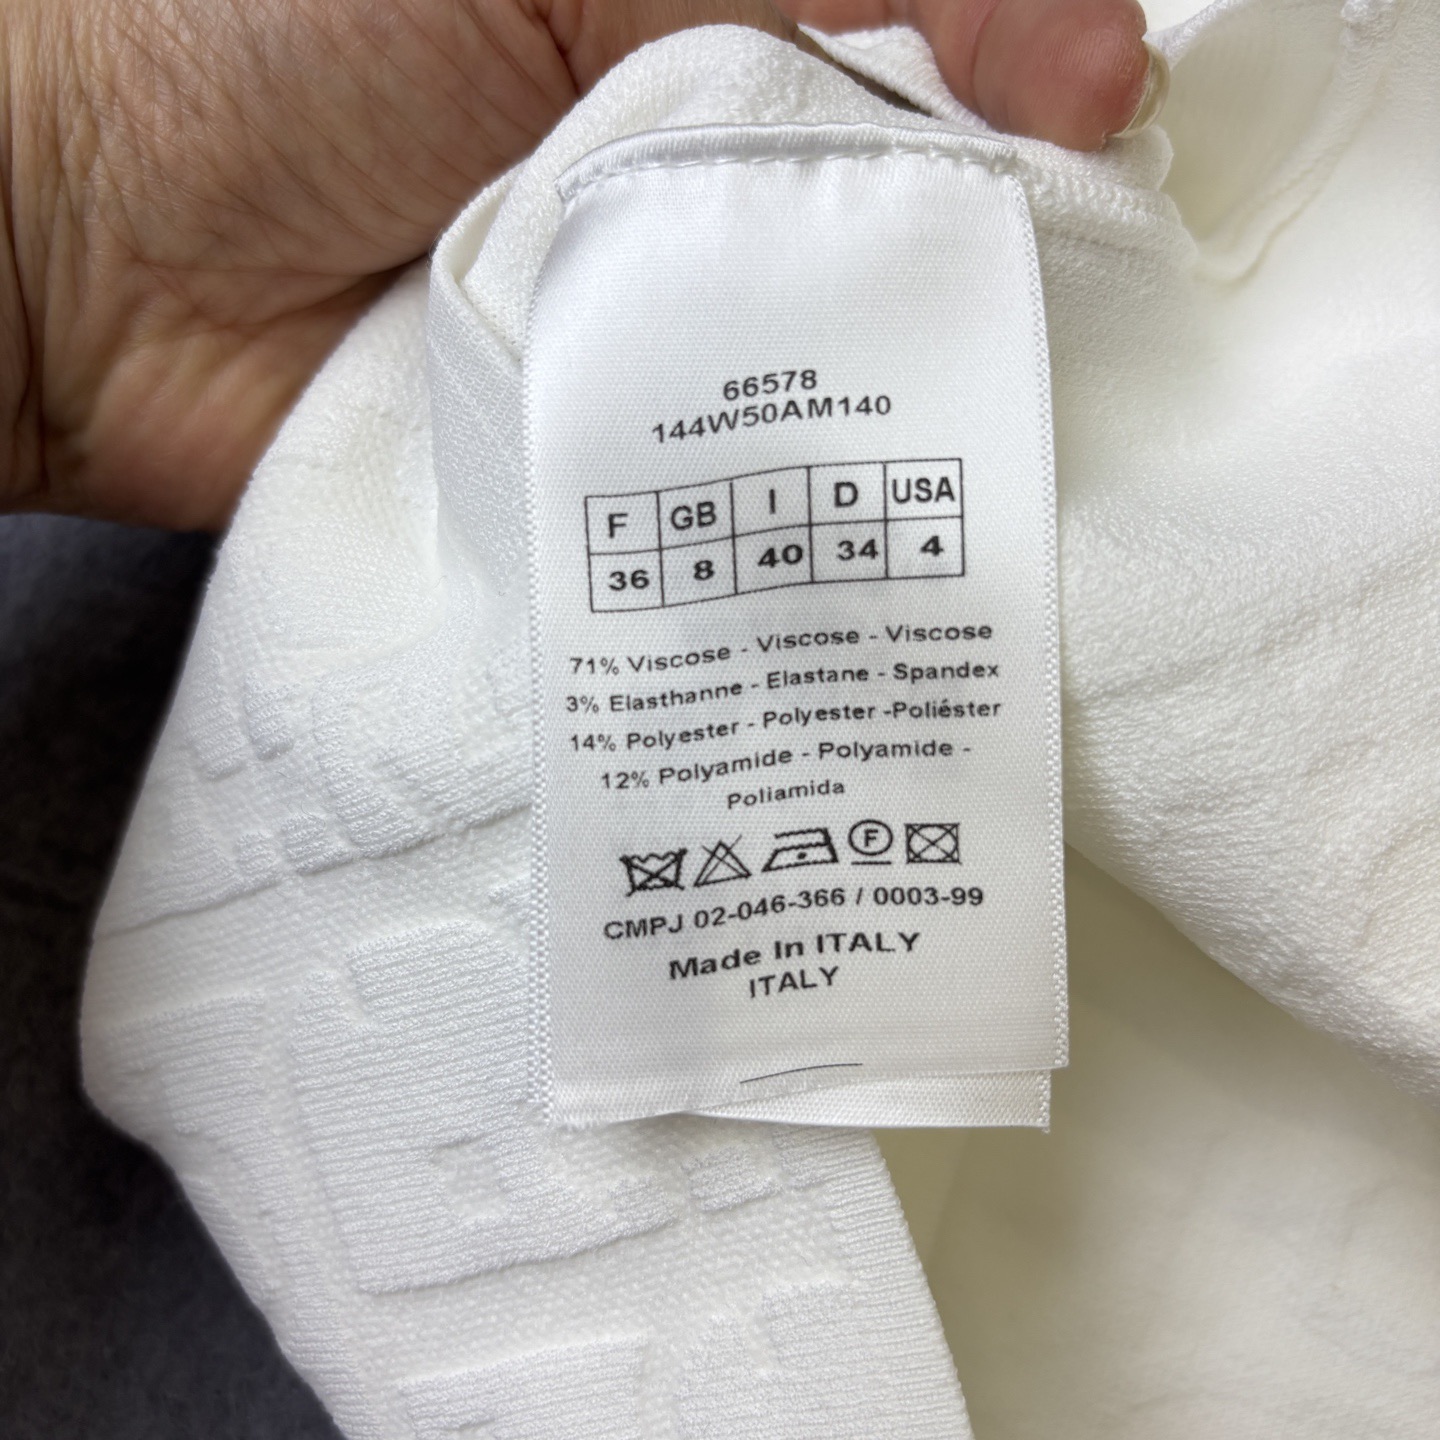 66578
144W50AM140
F GB I D USA
36 8 40 34 4
71% Viscose - Viscose - Viscose
3% Elasthanne - Elastane - Spandex
14% Polyester - Polyester -Poliéster
12% Polyamide - Polyamide -
Poliamida
F
CMPJ 02-046-366 / 0003-99
Made In ITALY
ITALY